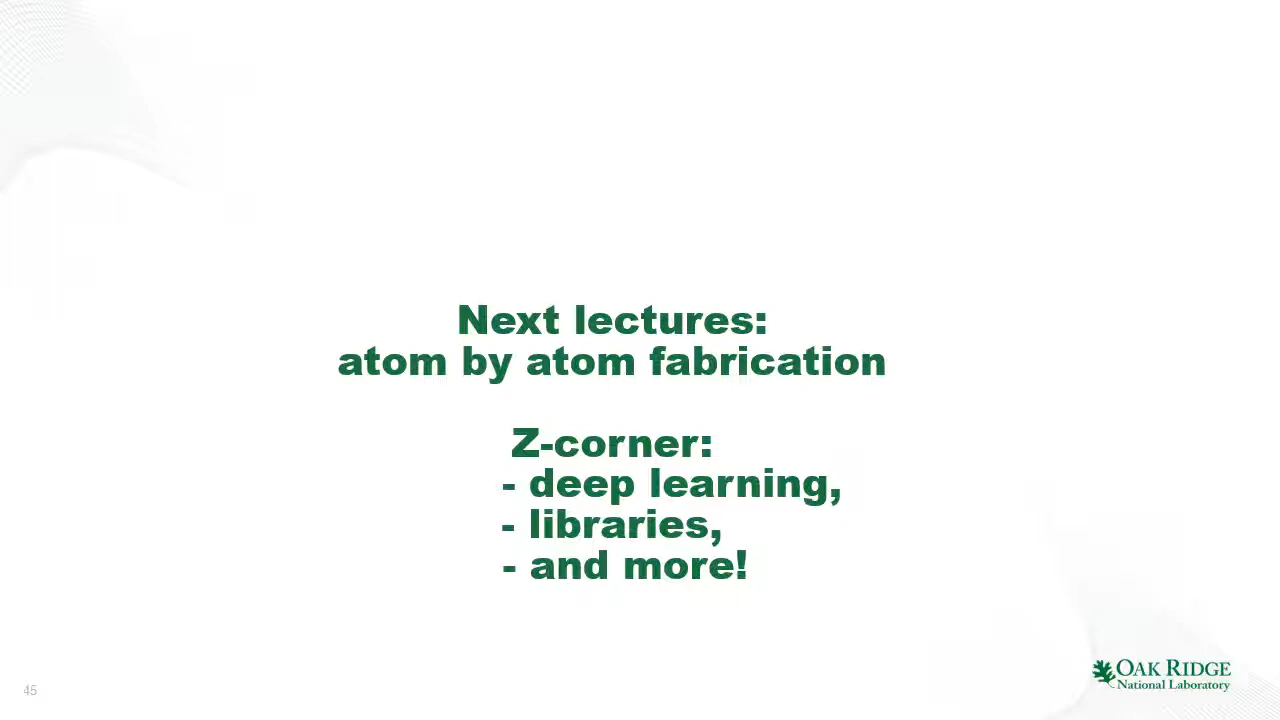 Next lectures:
atom by atom fabrication
Z-corner:
- deep learning,
- libraries,
- and more!
OAK RIDGE
National Laboratory
45